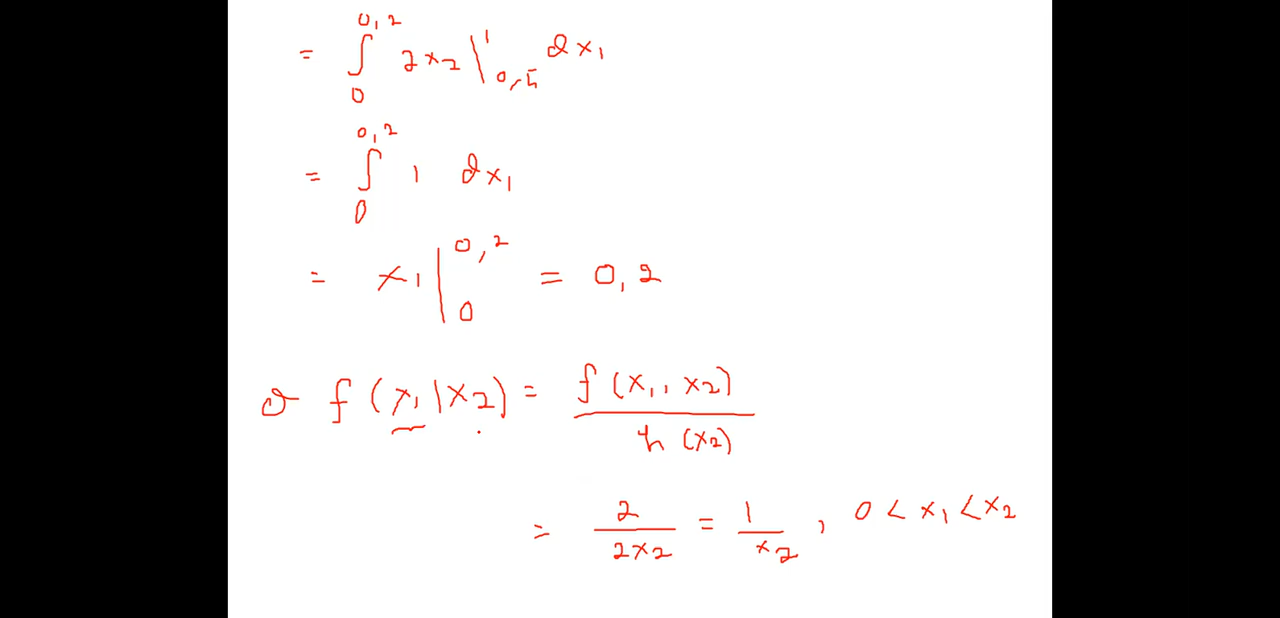 = ∫₀^{0,2} 2x₂ |_{0,5}^{1} dx₁
= ∫₀^{0,2} 1 dx₁
= x₁ |₀^{0,2} = 0,2
d f(x₁|x₂) = f(x₁, x₂) / h(x₂)
= 2 / 2x₂ = 1 / x₂ , 0 < x₁ < x₂